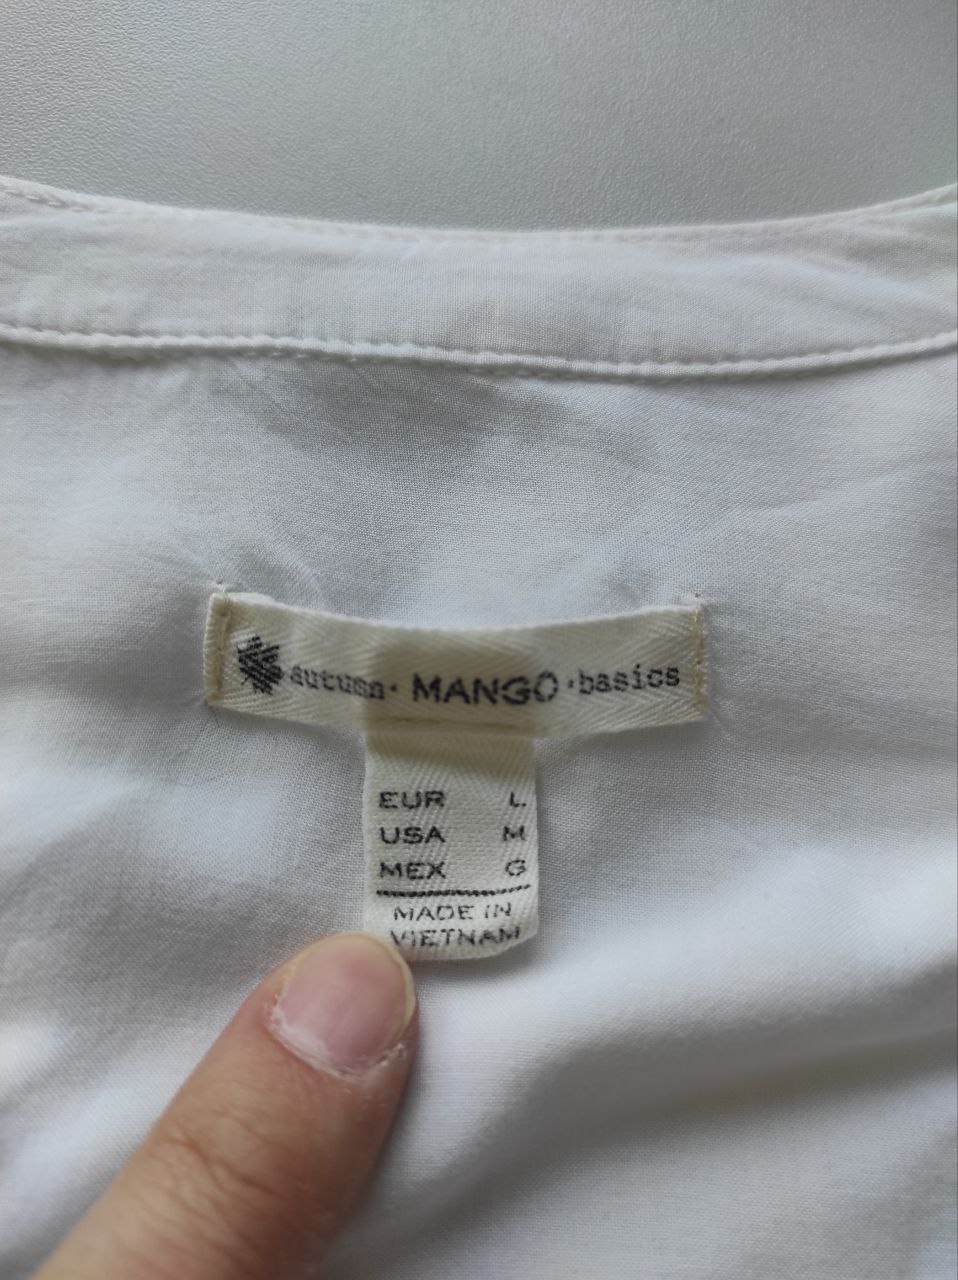 autumn · MANGO · basics
EUR L
USA M
MEX G
MADE IN
VIETNAM